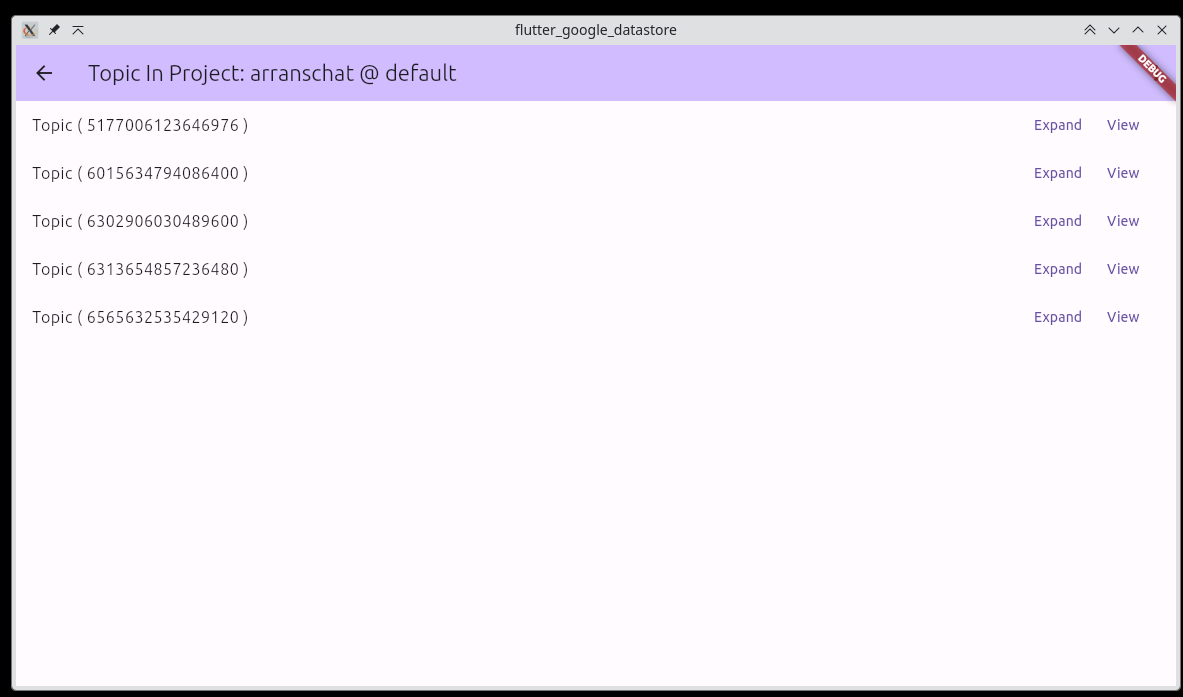 flutter_google_datastore
Topic In Project: arranschat @ default
DEBUG
Topic ( 5177006123646976 ) Expand View
Topic ( 6015634794086400 ) Expand View
Topic ( 6302906030489600 ) Expand View
Topic ( 6313654857236480 ) Expand View
Topic ( 6565632535429120 ) Expand View